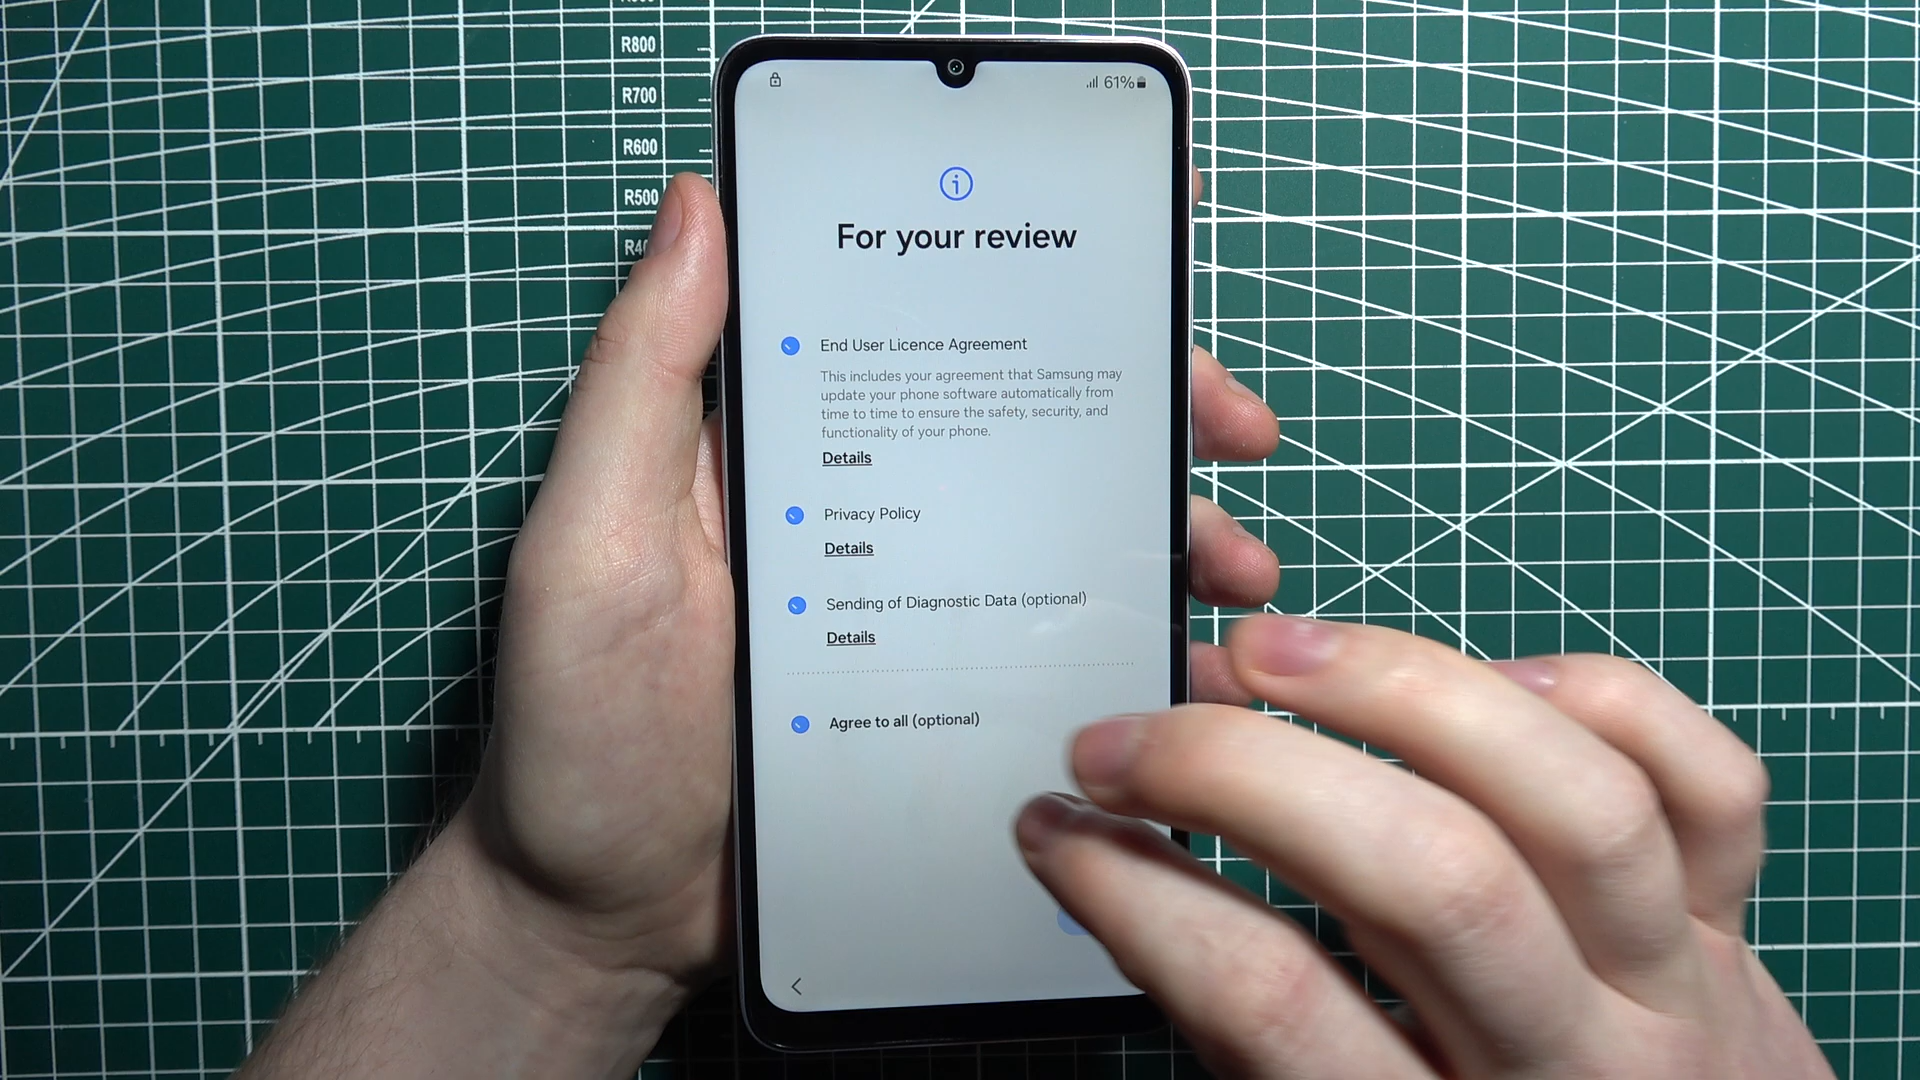 R800
R700
R600
R500
61%
For your review
End User Licence Agreement
This includes your agreement that Samsung may
update your phone software automatically from
time to time to ensure the safety, security, and
functionality of your phone.
Details
Privacy Policy
Details
Sending of Diagnostic Data (optional)
Details
Agree to all (optional)